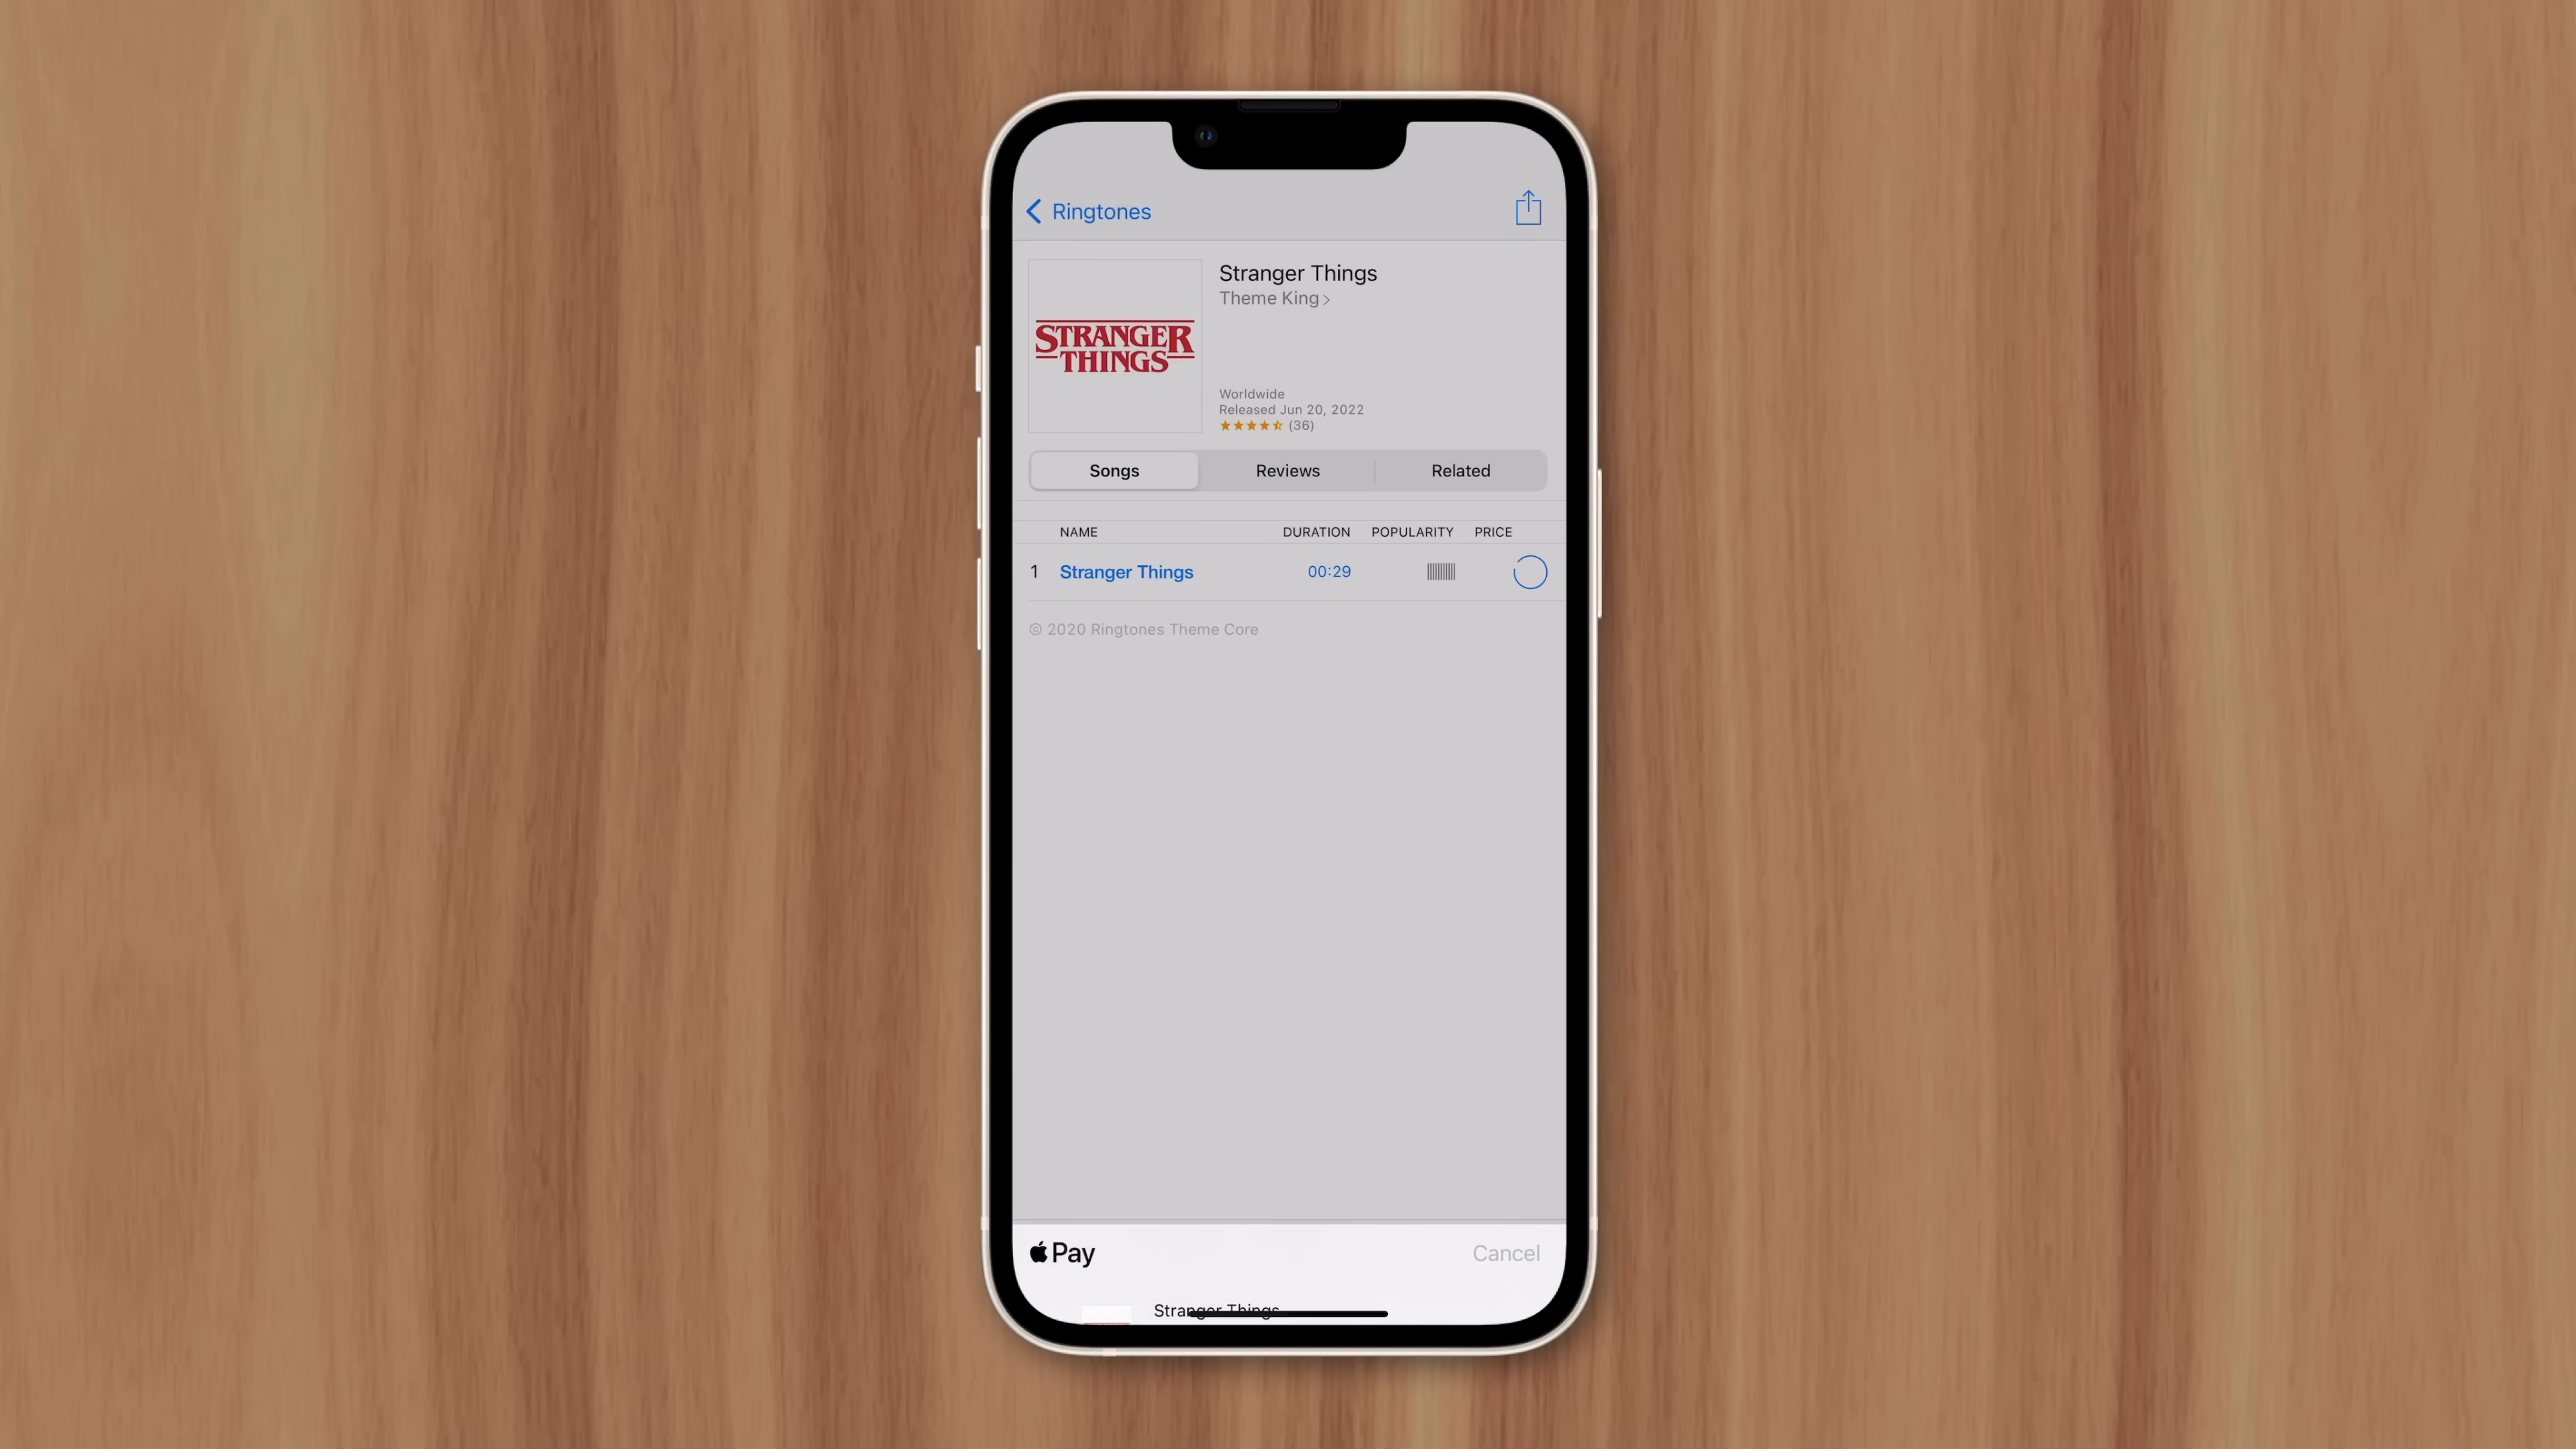 Ringtones
STRANGER
THINGS
Stranger Things
Theme King >
Worldwide
Released Jun 20, 2022
(36)
Songs Reviews Related
NAME DURATION POPULARITY PRICE
1 Stranger Things 00:29
© 2020 Ringtones Theme Core
Pay Cancel
Stranger Things